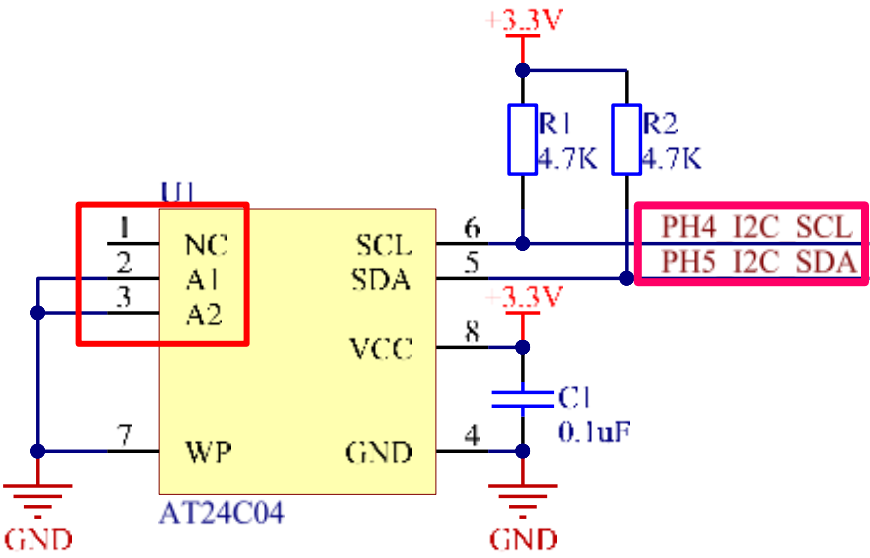 +3.3V
R1
4.7K
R2
4.7K
U1
1
NC
2
A1
3
A2
7
WP
SCL
6
SDA
5
VCC
8
GND
4
PH4 I2C SCL
PH5 I2C SDA
+3.3V
C1
0.1uF
AT24C04
GND
GND